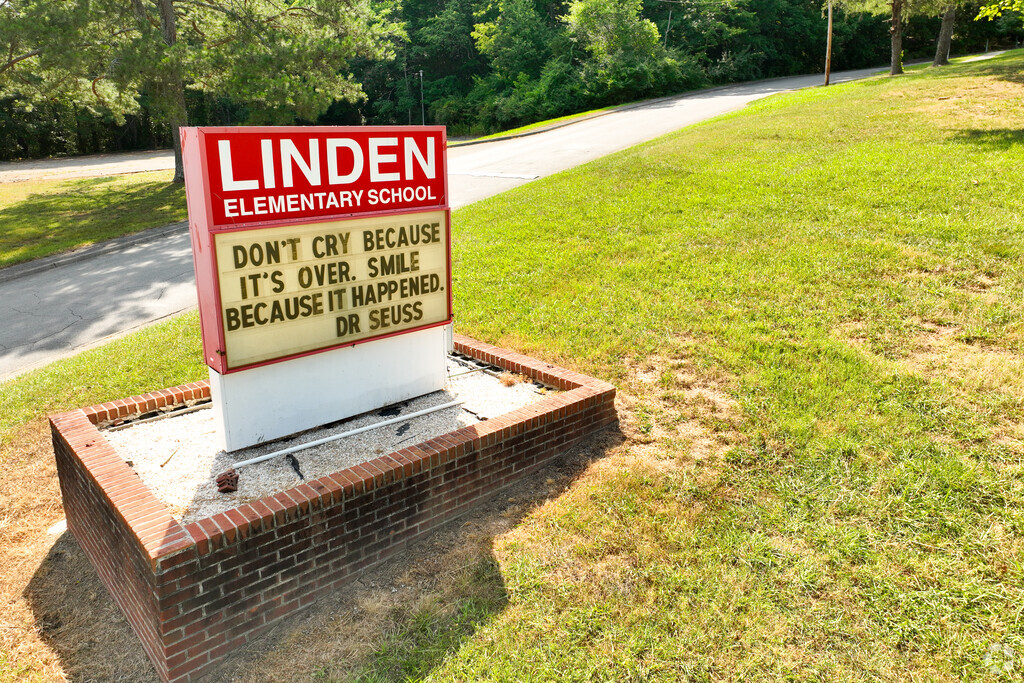 LINDEN
ELEMENTARY SCHOOL
DON'T CRY BECAUSE
IT'S OVER. SMILE
BECAUSE IT HAPPENED.
DR SEUSS